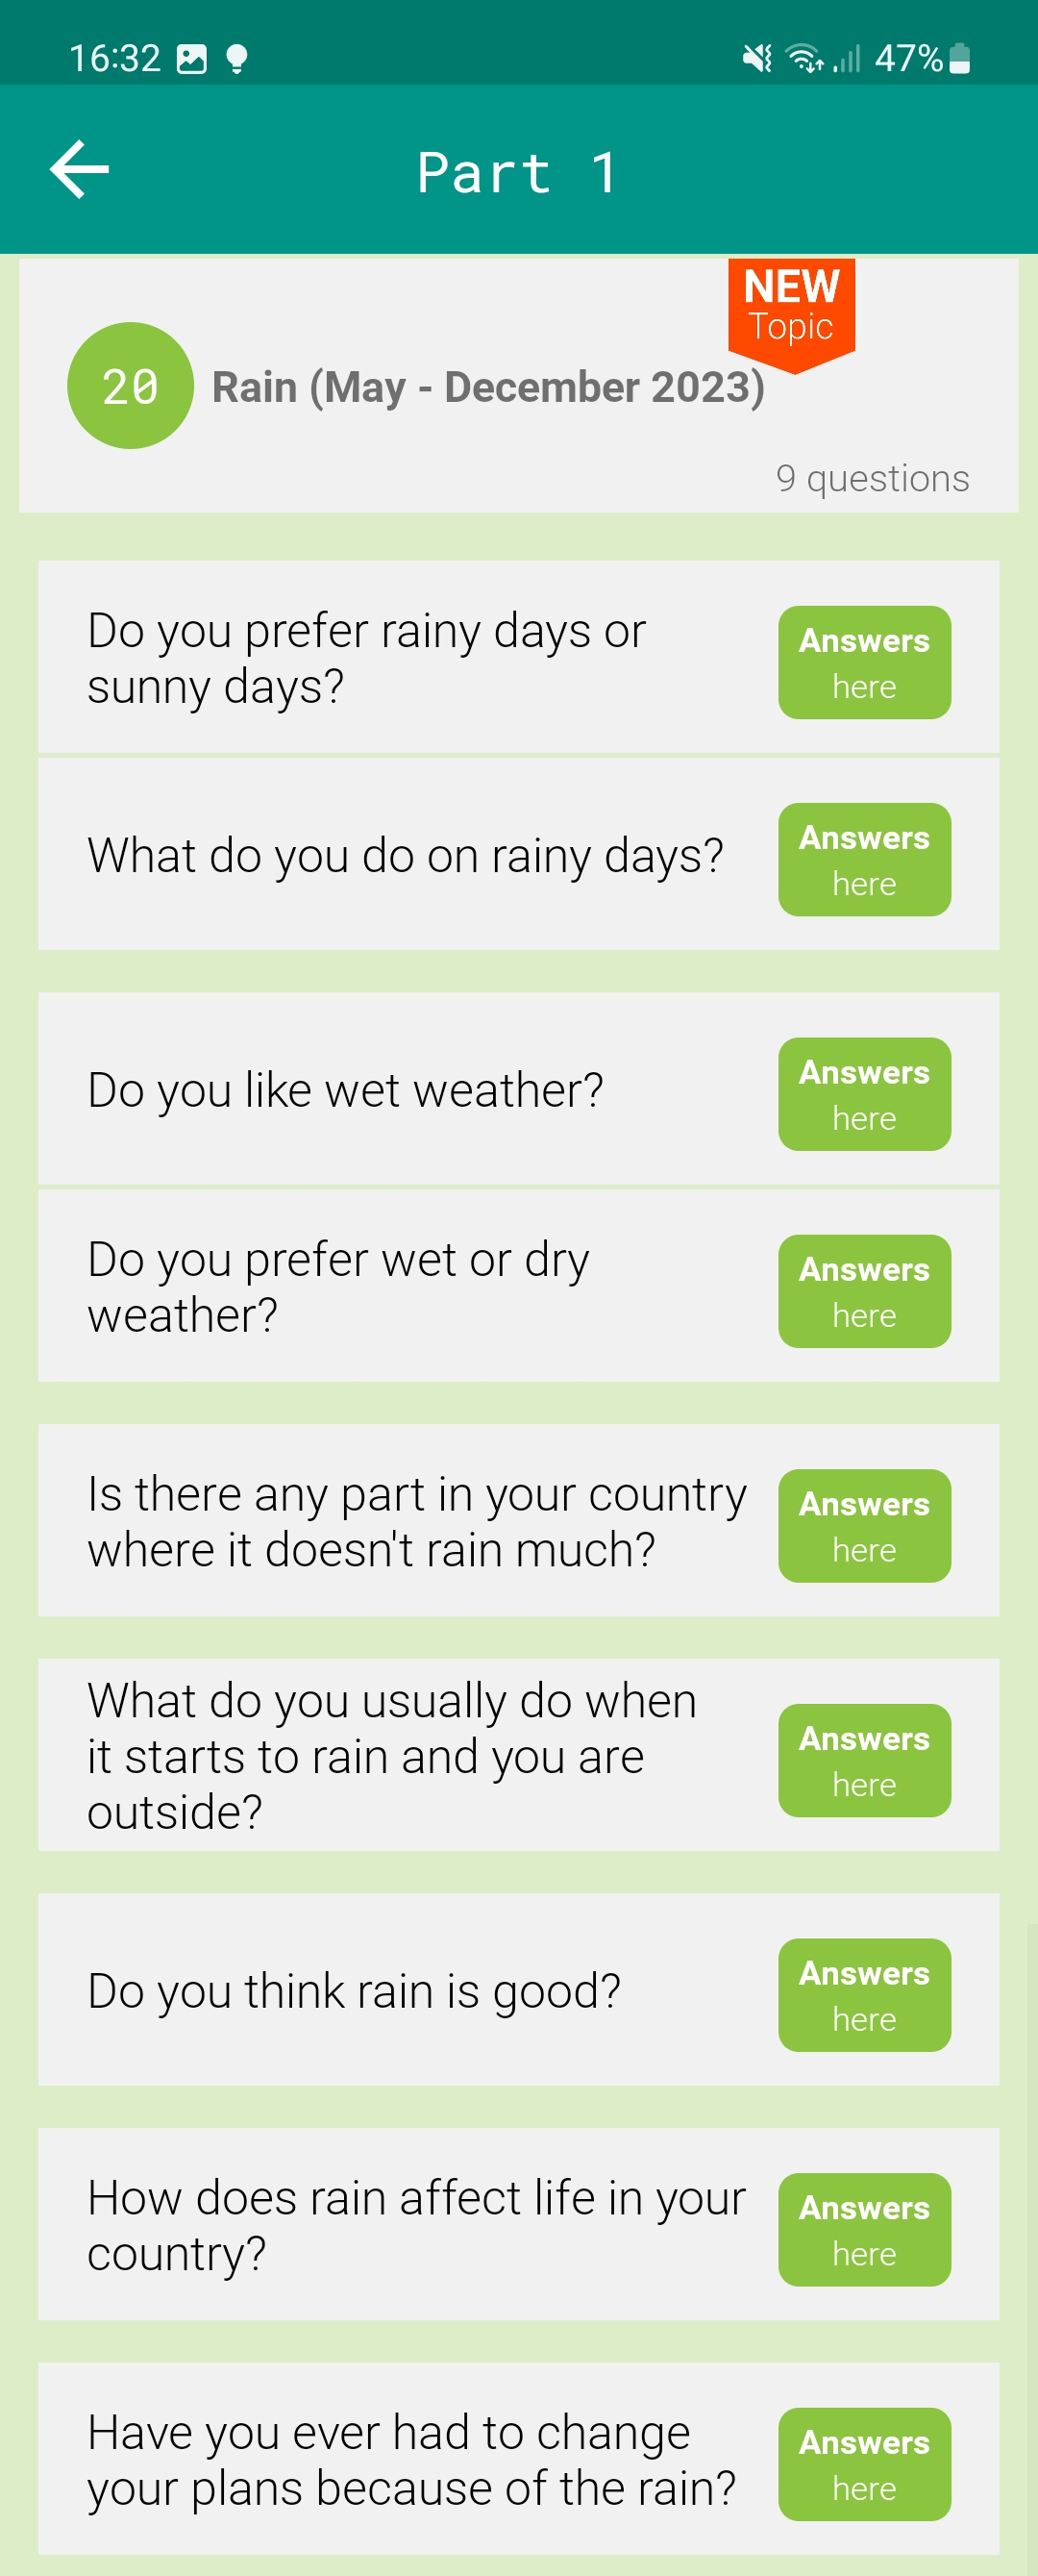 16:32
47%
Part 1
NEW
Topic
20
Rain (May - December 2023)
9 questions
Do you prefer rainy days or
sunny days?
Answers
here
What do you do on rainy days?
Answers
here
Do you like wet weather?
Answers
here
Do you prefer wet or dry
weather?
Answers
here
Is there any part in your country
where it doesn't rain much?
Answers
here
What do you usually do when
it starts to rain and you are
outside?
Answers
here
Do you think rain is good?
Answers
here
How does rain affect life in your
country?
Answers
here
Have you ever had to change
your plans because of the rain?
Answers
here